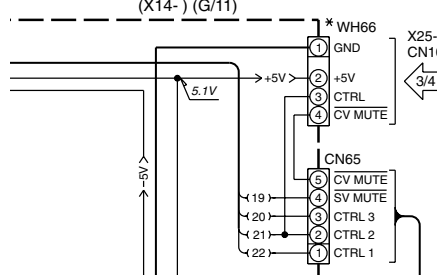 (X14- ) (G/11)
* WH66
1 GND
X25-
+5V 2 +5V
3/4
5.1V
3 CTRL
4 CV MUTE
-5V
CN65
5 CV MUTE
19 4 SV MUTE
20 3 CTRL 3
21 2 CTRL 2
22 1 CTRL 1